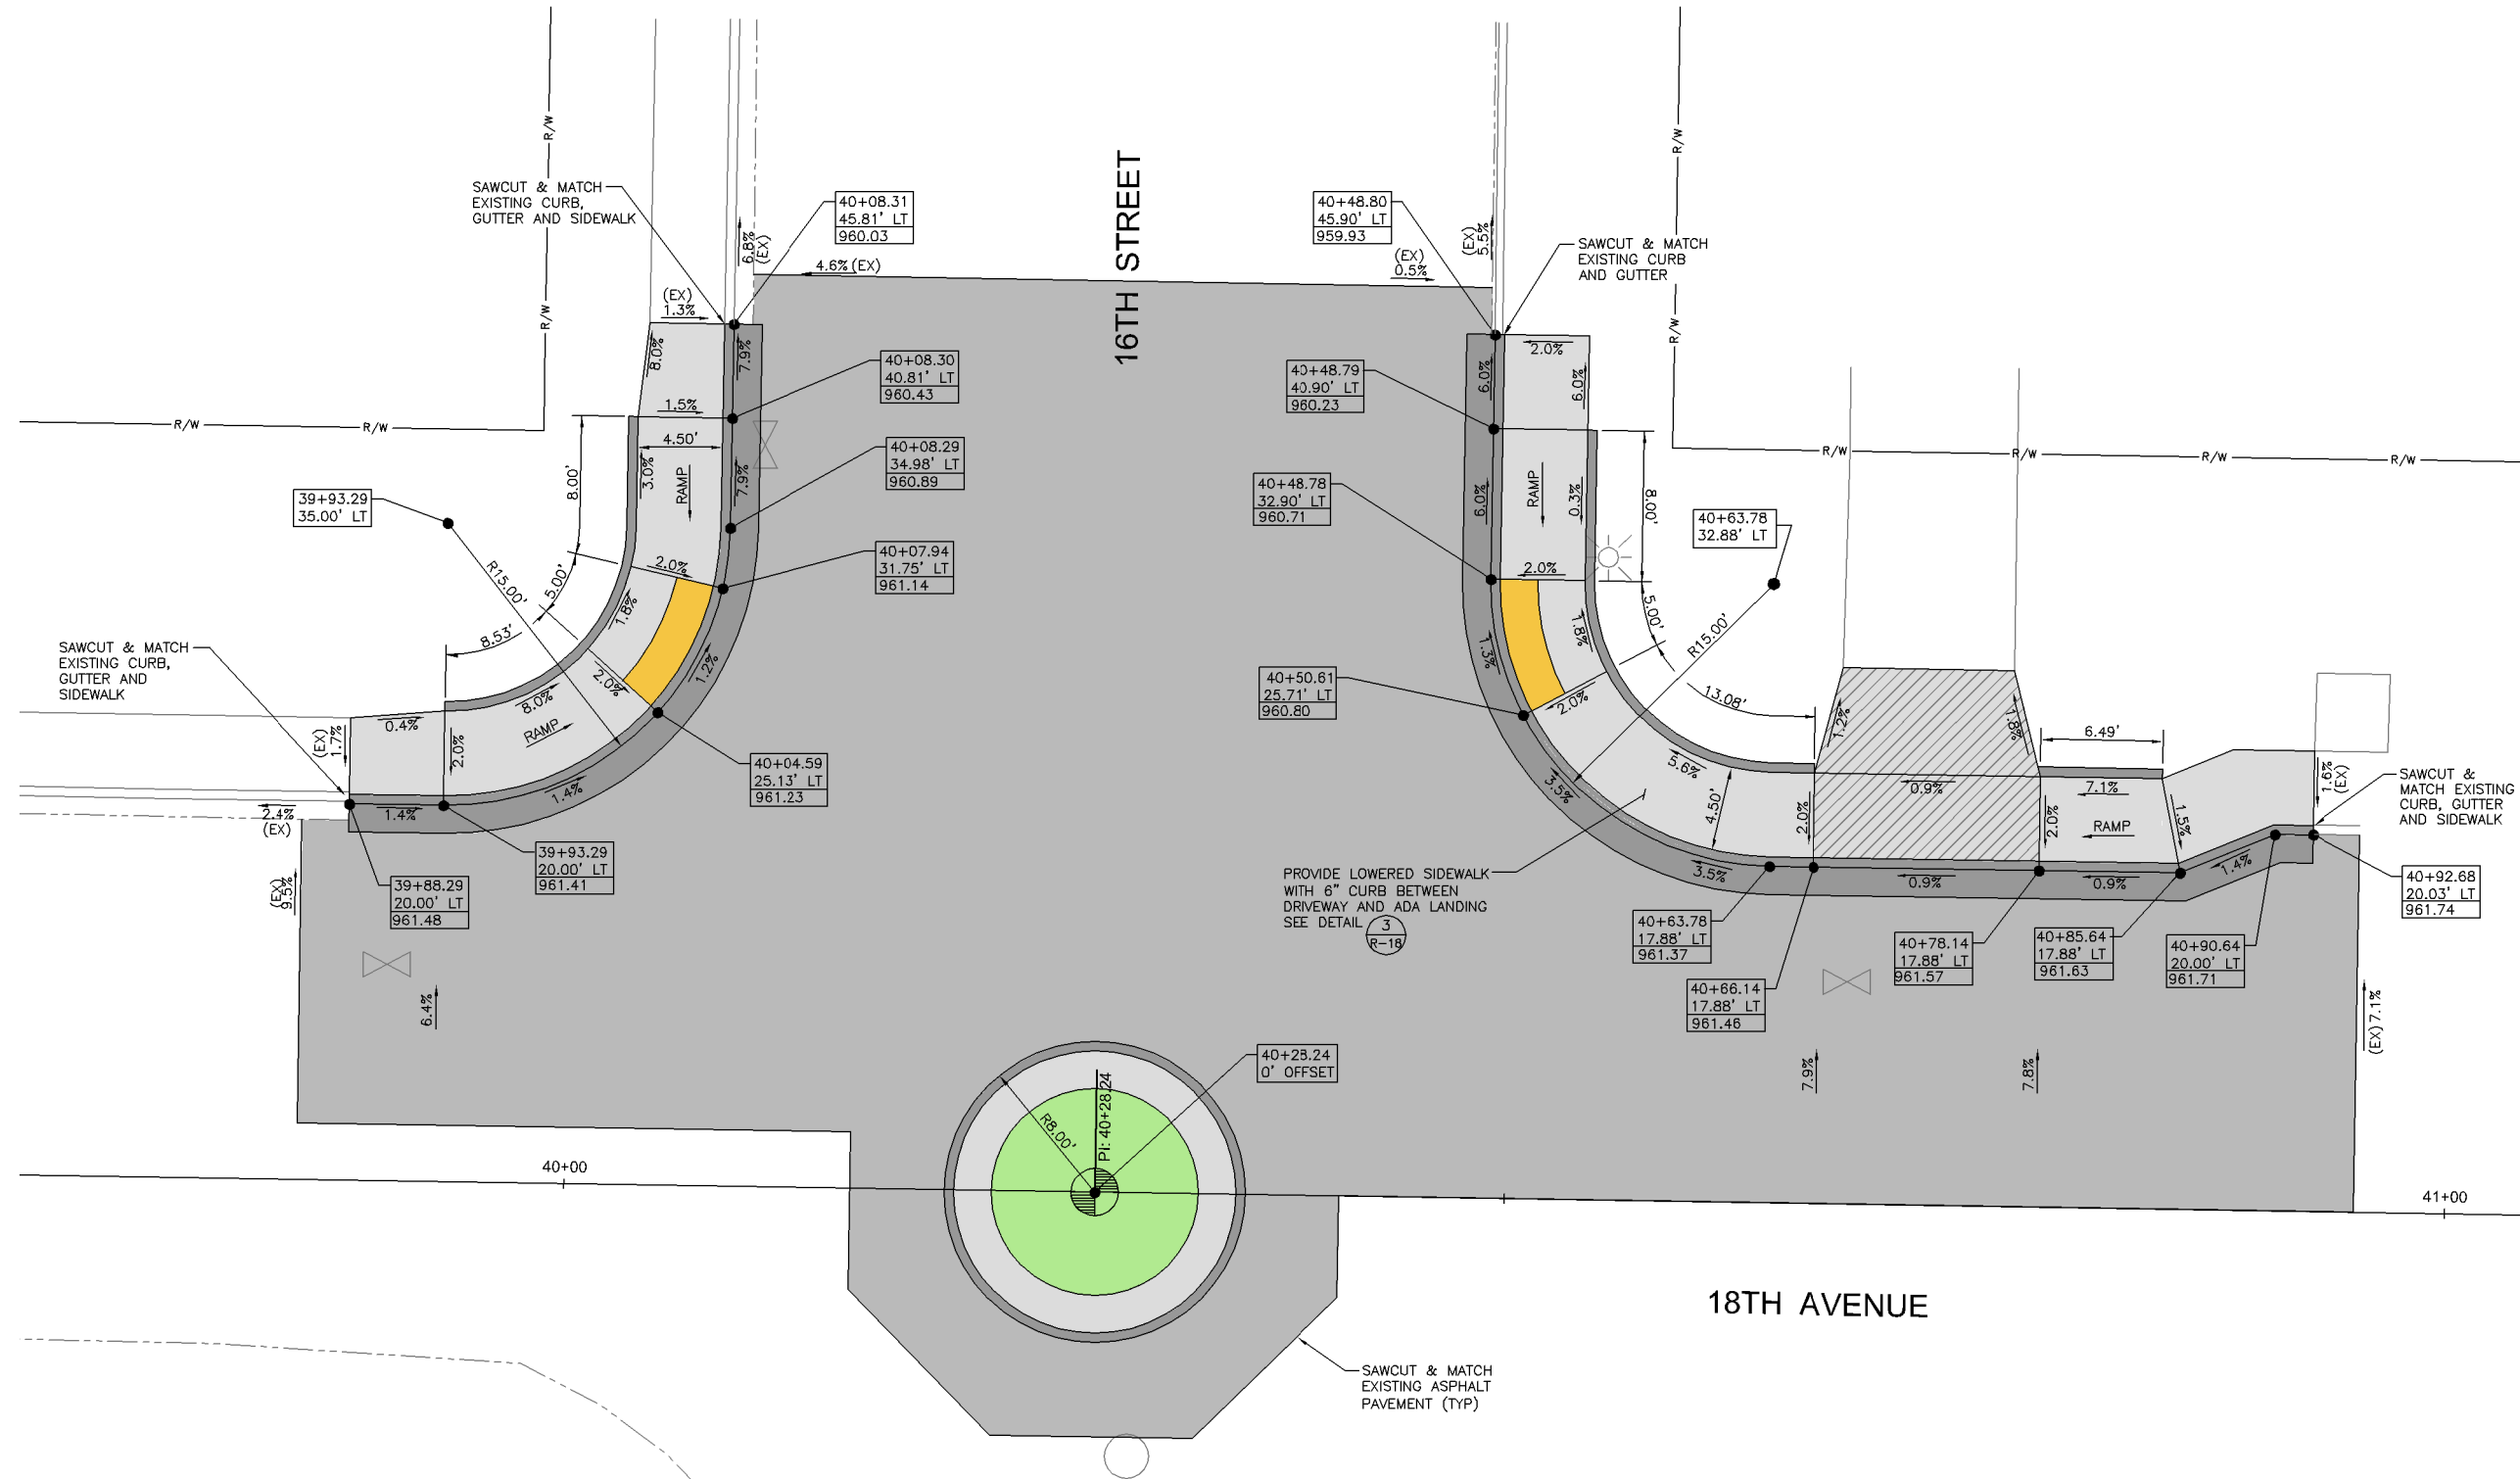 16TH STREET
18TH AVENUE
SAWCUT & MATCH
EXISTING CURB,
GUTTER AND SIDEWALK
40+08.31
45.81' LT
960.03
6.8%
(EX)
4.6% (EX)
(EX)
0.5%
(EX)
5.5%
40+48.80
45.90' LT
959.93
SAWCUT & MATCH
EXISTING CURB
AND GUTTER
R/W
R/W
R/W
R/W
R/W
R/W
R/W
R/W
R/W
R/W
(EX)
1.3%
8.0%
7.9%
40+08.30
40.81' LT
960.43
1.5%
4.50'
8.00'
3.0%
RAMP
7.9%
40+08.29
34.98' LT
960.89
39+93.29
35.00' LT
R15.00'
2.0%
40+07.94
31.75' LT
961.14
5.00'
1.8%
8.53'
2.0%
1.2%
SAWCUT & MATCH
EXISTING CURB,
GUTTER AND
SIDEWALK
0.4%
8.0%
RAMP
(EX)
1.7%
2.0%
1.4%
1.4%
2.4%
(EX)
40+04.59
25.13' LT
961.23
39+93.29
20.00' LT
961.41
39+88.29
20.00' LT
961.48
(EX)
9.5%
6.4%
2.0%
6.0%
6.0%
40+48.79
40.90' LT
960.23
6.0%
RAMP
0.3%
8.00'
40+48.78
32.90' LT
960.71
2.0%
40+63.78
32.88' LT
5.00'
1.8%
R15.00'
1.3%
40+50.61
25.71' LT
960.80
2.0%
13.08'
5.6%
3.5%
4.50'
3.5%
2.0%
1.2%
1.8%
0.9%
0.9%
2.0%
6.49'
7.1%
RAMP
0.9%
1.5%
1.4%
1.6%
(EX)
SAWCUT &
MATCH EXISTING
CURB, GUTTER
AND SIDEWALK
PROVIDE LOWERED SIDEWALK
WITH 6" CURB BETWEEN
DRIVEWAY AND ADA LANDING
SEE DETAIL
3
R-18
40+63.78
17.88' LT
961.37
40+66.14
17.88' LT
961.46
40+78.14
17.88' LT
961.57
40+85.64
17.88' LT
961.63
40+90.64
20.00' LT
961.71
40+92.68
20.03' LT
961.74
7.9%
7.8%
(EX) 7.1%
40+28.24
0' OFFSET
R8.00'
PI: 40+28.24
40+00
41+00
SAWCUT & MATCH
EXISTING ASPHALT
PAVEMENT (TYP)